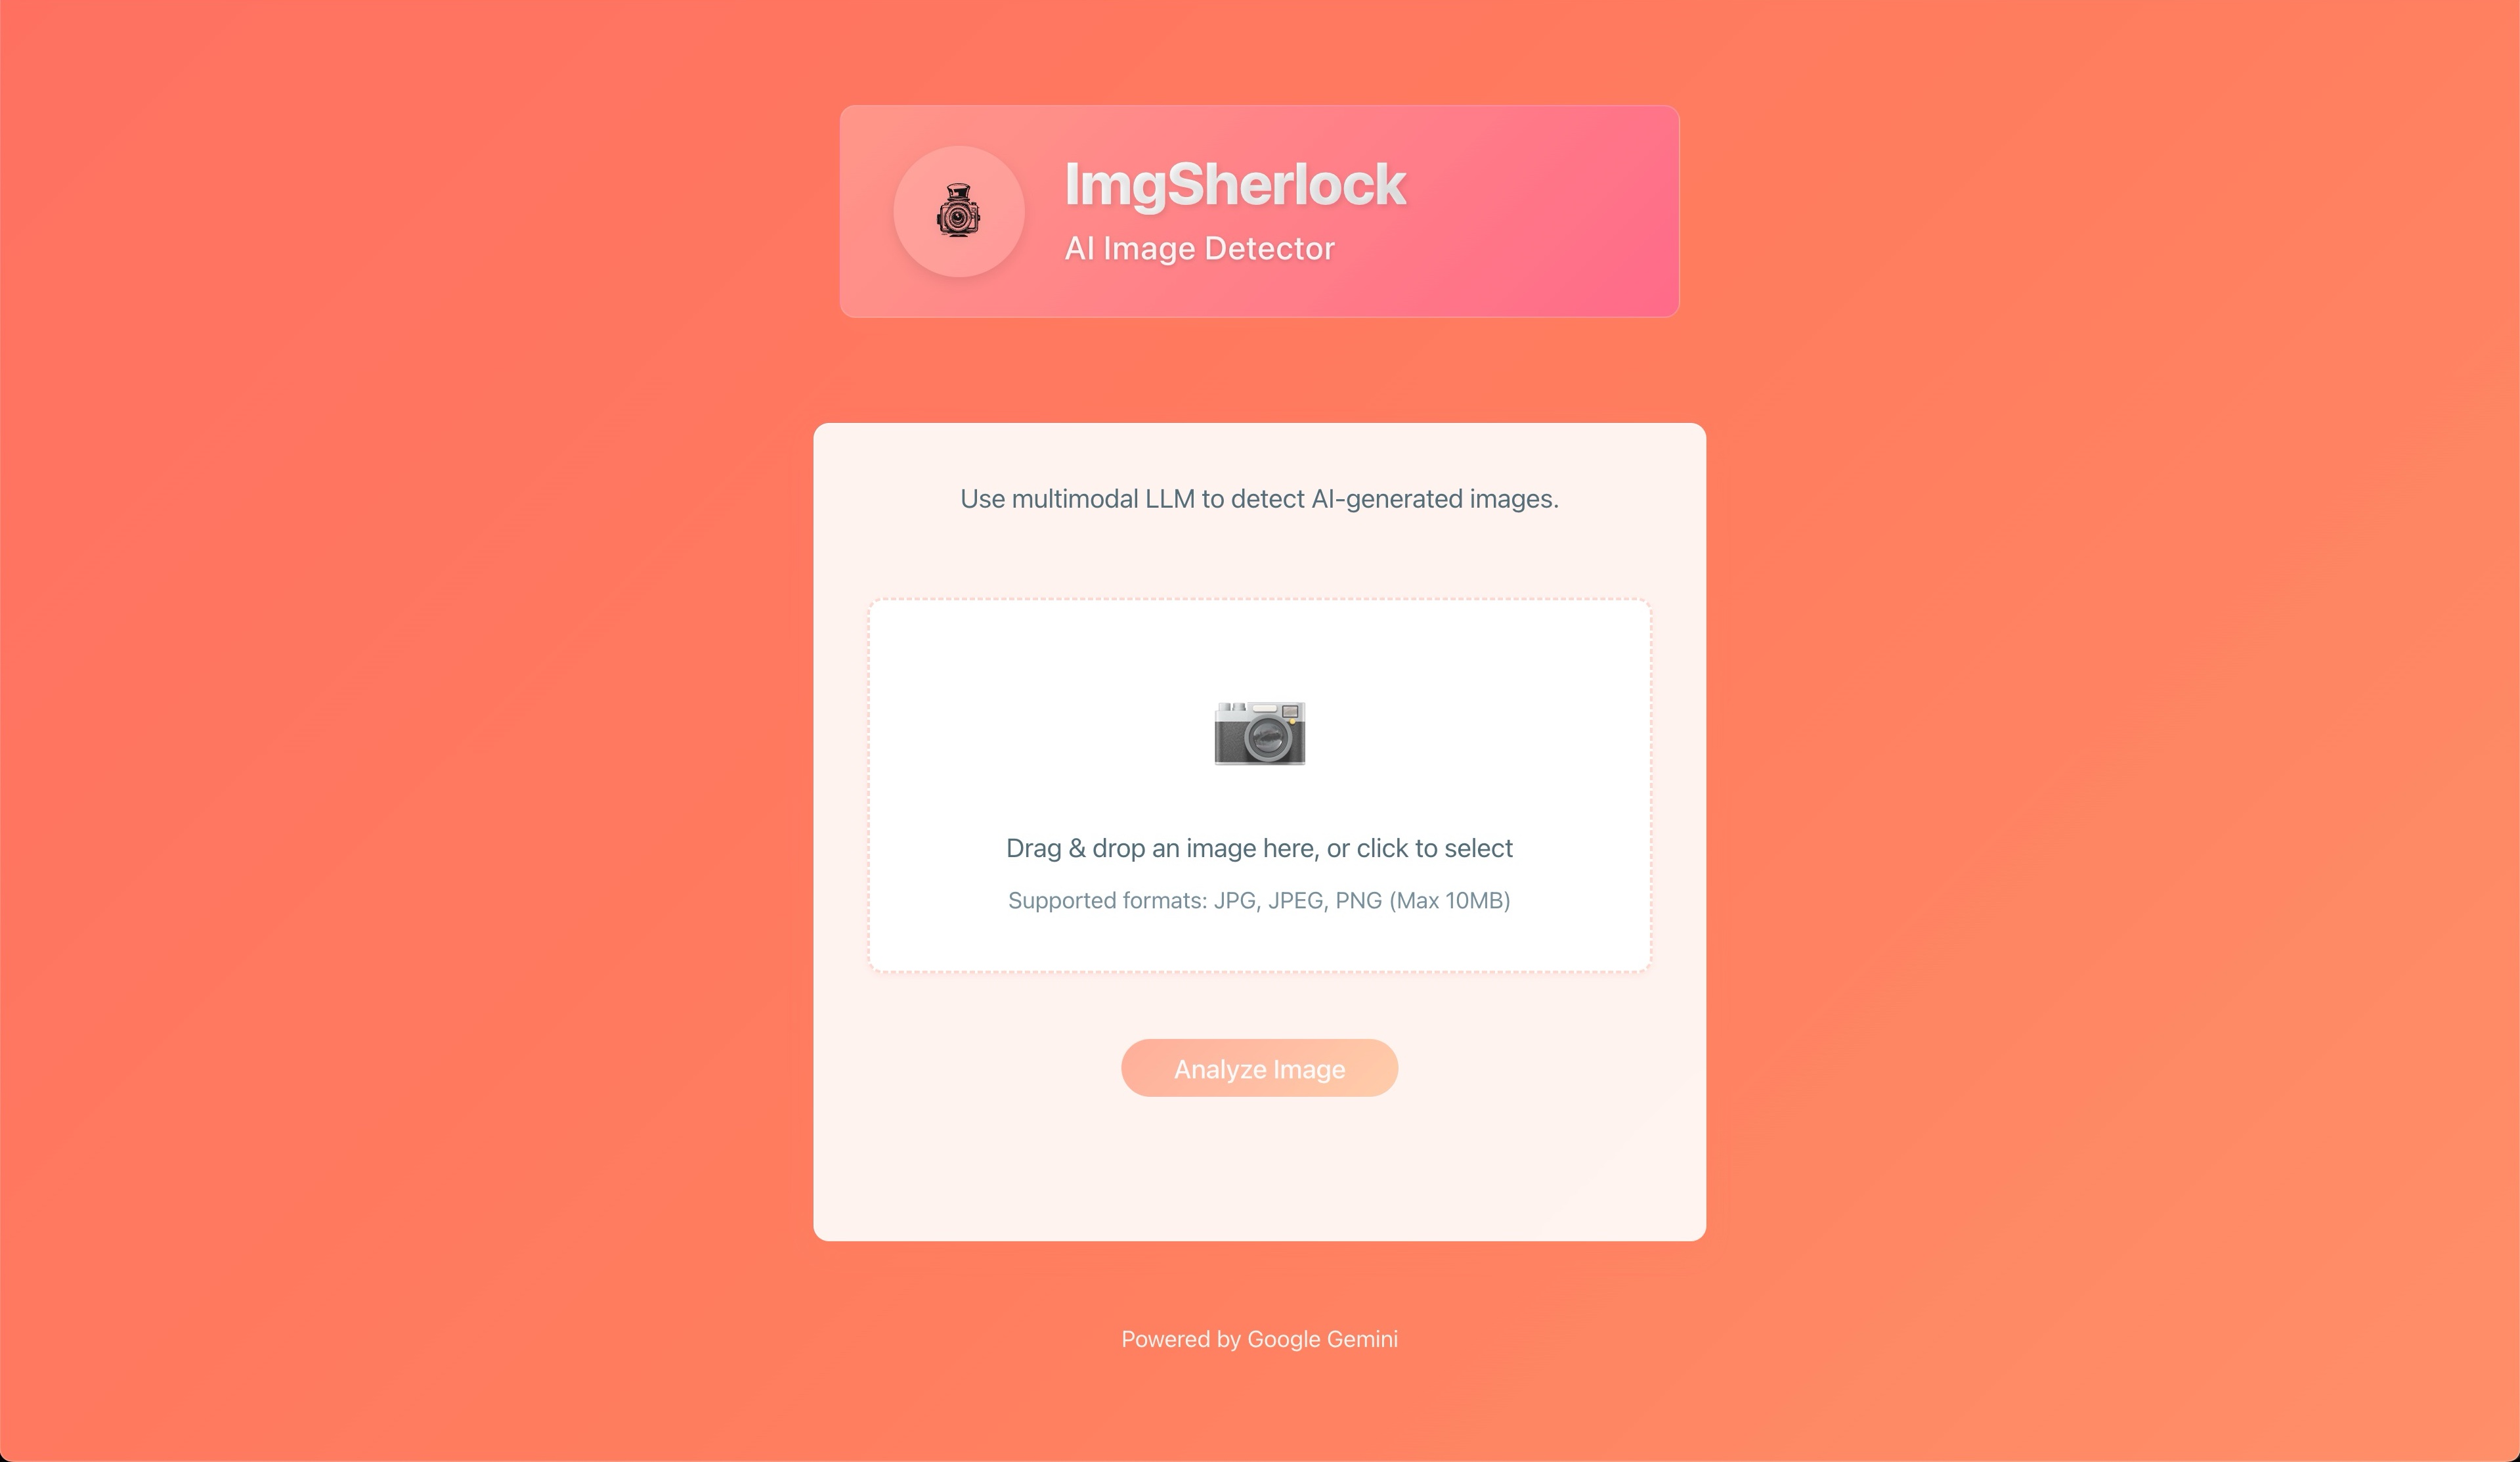 ImgSherlock
AI Image Detector
Use multimodal LLM to detect AI-generated images.
Drag & drop an image here, or click to select
Supported formats: JPG, JPEG, PNG (Max 10MB)
Analyze Image
Powered by Google Gemini